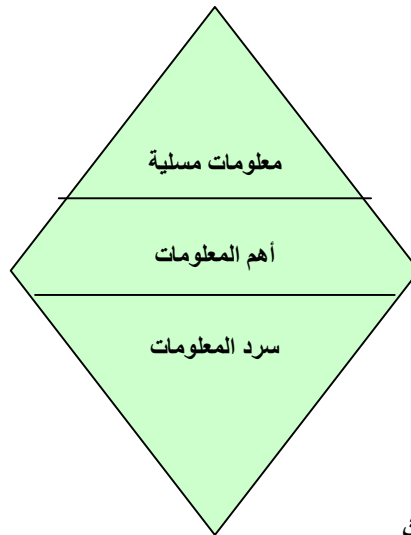 معلومات مسلية
أهم المعلومات
سرد المعلومات